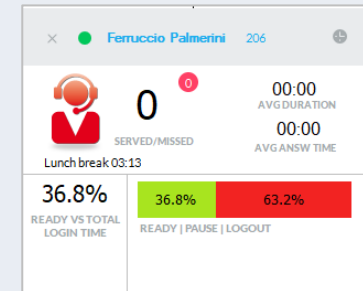 × Ferruccio Palmerini 206
0 0
SERVED/MISSED
00:00
AVG DURATION
00:00
AVG ANSW TIME
Lunch break 03:13
36.8%
READY VS TOTAL
LOGIN TIME
36.8% 63.2%
READY | PAUSE | LOGOUT